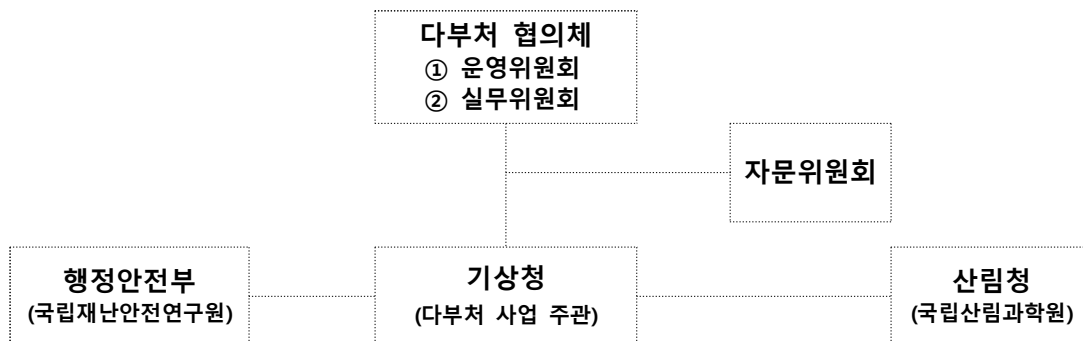 다부처 협의체
① 운영위원회
② 실무위원회
자문위원회
행정안전부
(국립재난안전연구원)
기상청
(다부처 사업 주관)
산림청
(국립산림과학원)